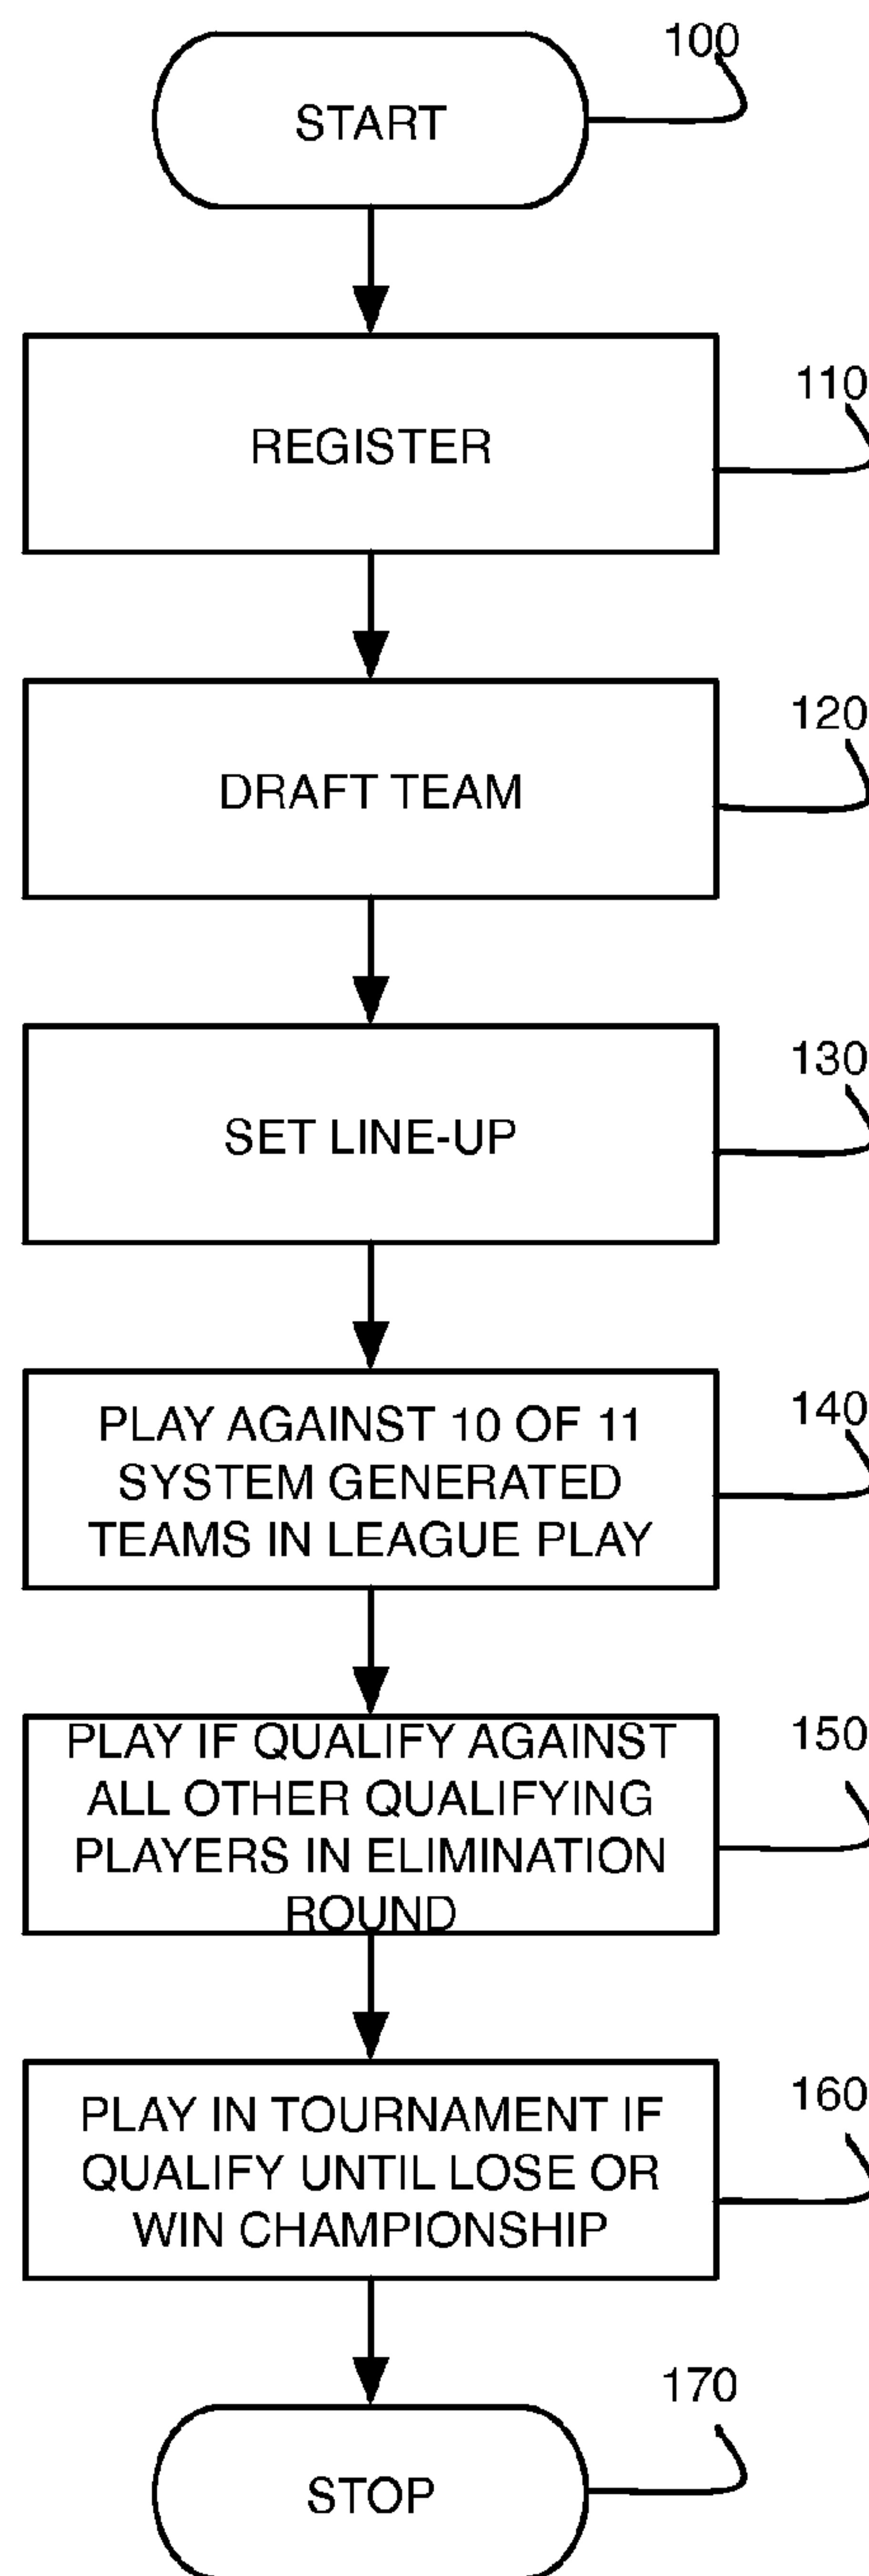 100
START
110
REGISTER
120
DRAFT TEAM
130
SET LINE-UP
140
PLAY AGAINST 10 OF 11
SYSTEM GENERATED
TEAMS IN LEAGUE PLAY
150
PLAY IF QUALIFY AGAINST
ALL OTHER QUALIFYING
PLAYERS IN ELIMINATION
ROUND
160
PLAY IN TOURNAMENT IF
QUALIFY UNTIL LOSE OR
WIN CHAMPIONSHIP
170
STOP